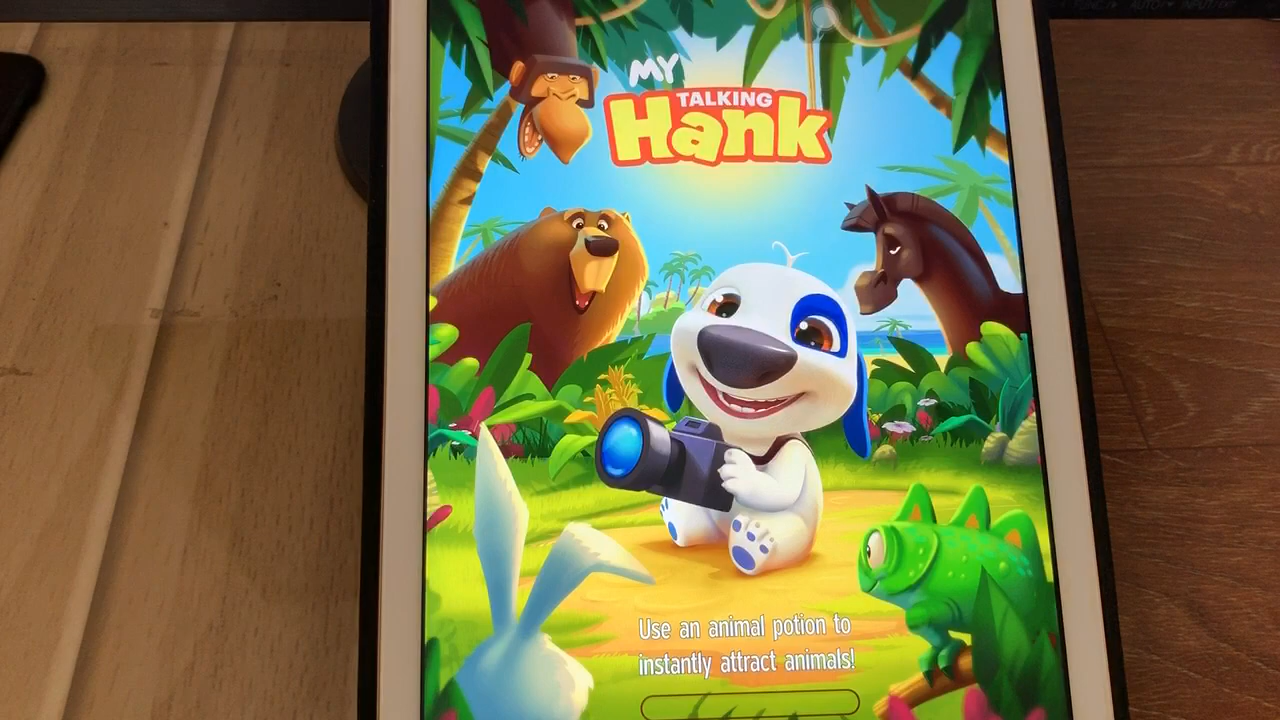 MY
TALKING
Hank
Use an animal potion to
instantly attract animals!